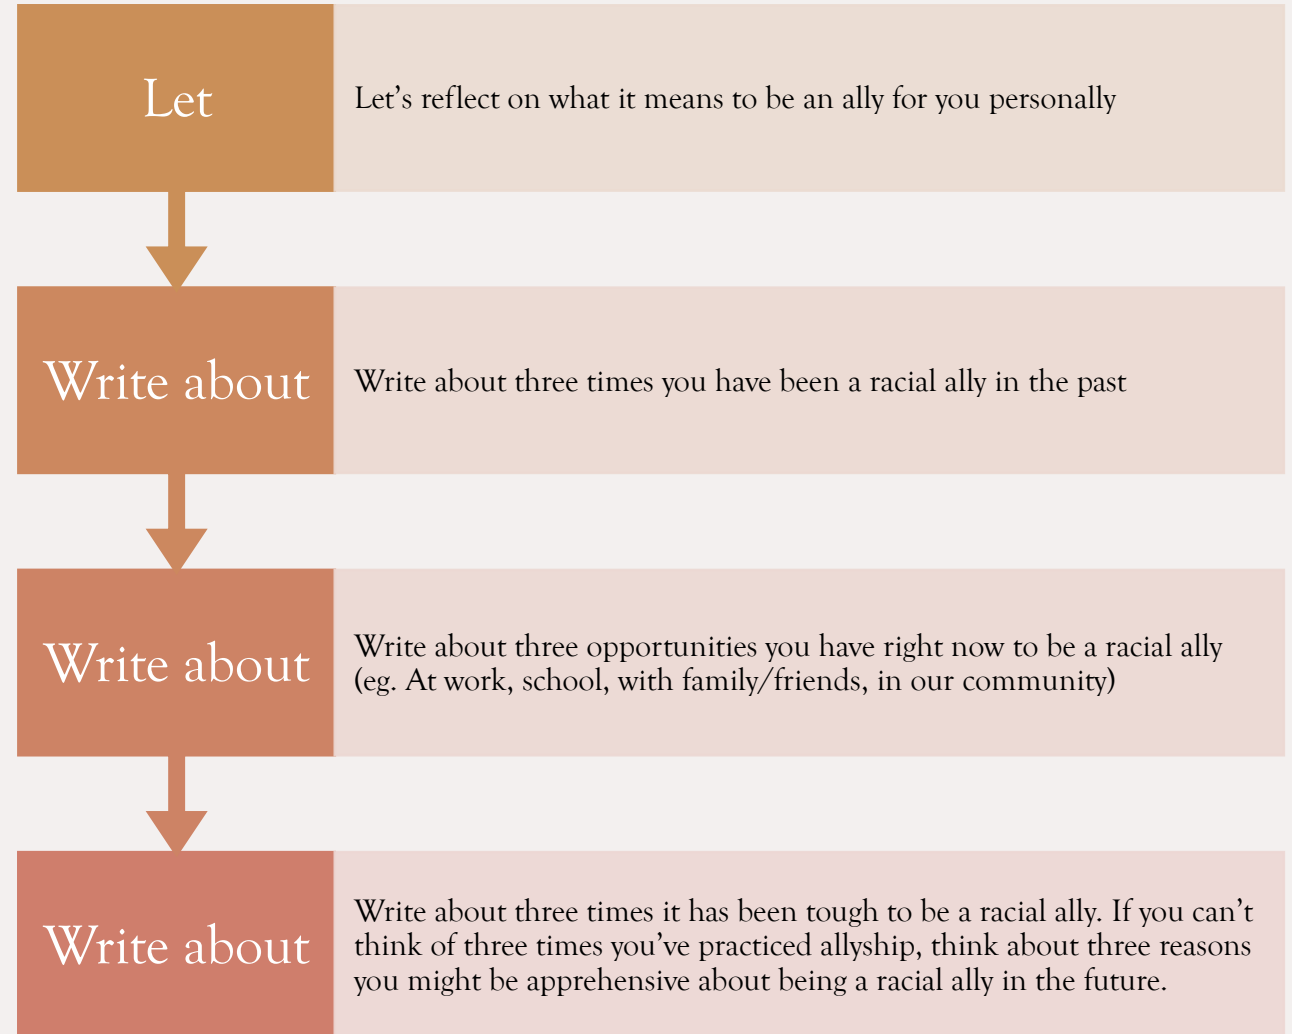 Let
Let’s reflect on what it means to be an ally for you personally
Write about
Write about three times you have been a racial ally in the past
Write about
Write about three opportunities you have right now to be a racial ally
(eg. At work, school, with family/friends, in our community)
Write about
Write about three times it has been tough to be a racial ally. If you can’t
think of three times you’ve practiced allyship, think about three reasons
you might be apprehensive about being a racial ally in the future.